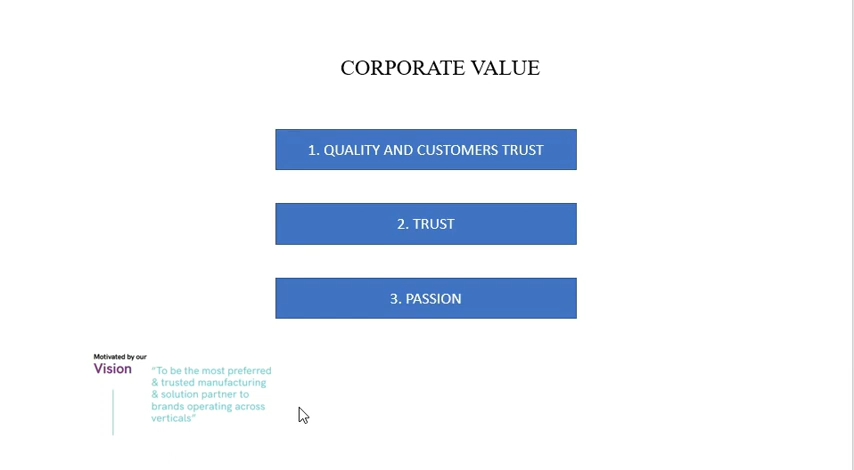 CORPORATE VALUE
1. QUALITY AND CUSTOMERS TRUST
2. TRUST
3. PASSION
Motivated by our
Vision
“To be the most preferred
& trusted manufacturing
& solution partner to
brands operating across
verticals”